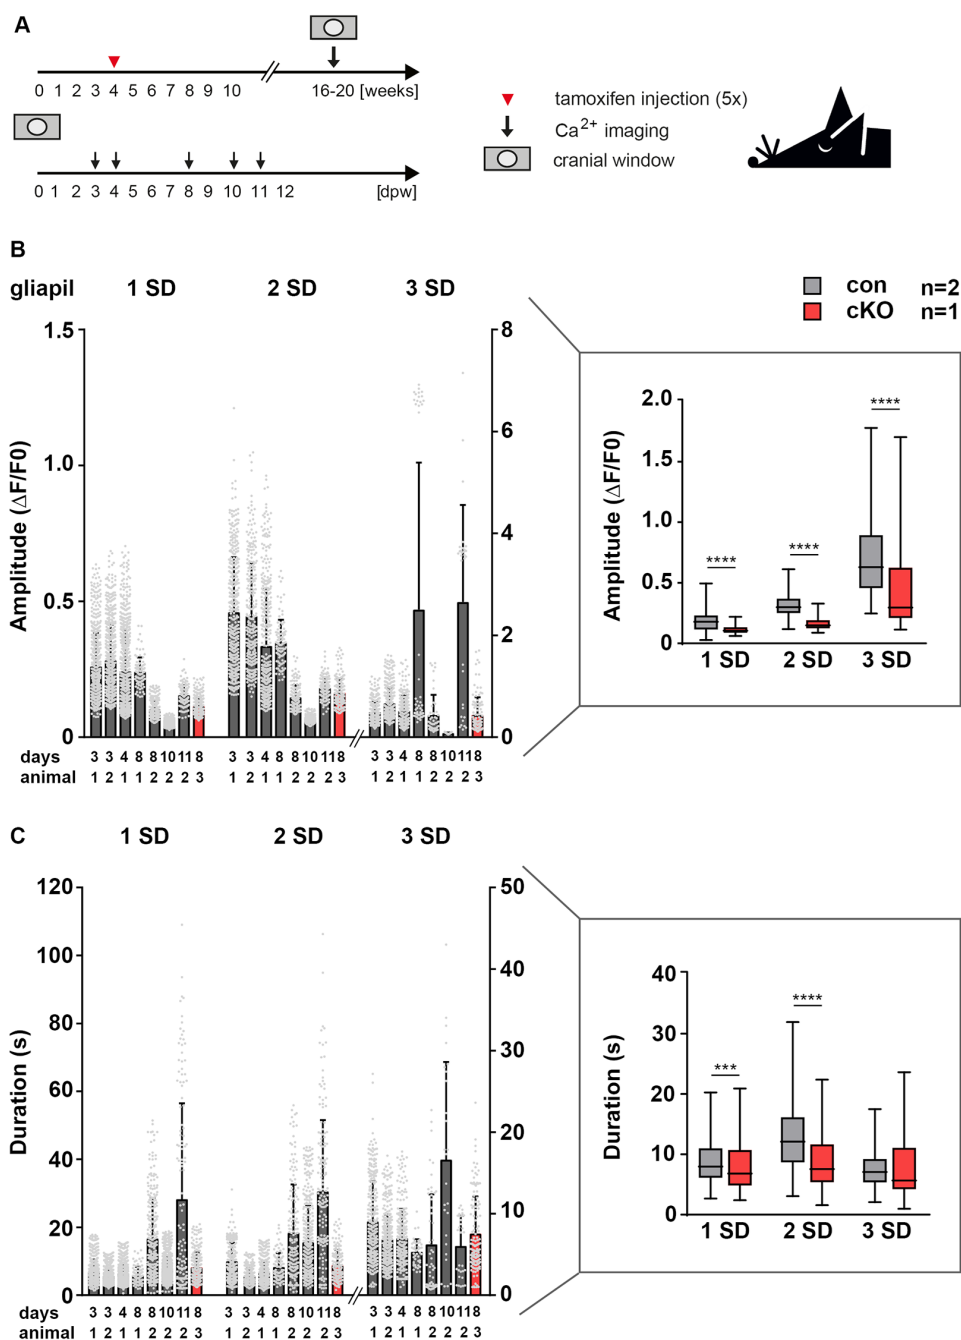 A
0 1 2 3 4 5 6 7 8 9 10 16-20 [weeks]
0 1 2 3 4 5 6 7 8 9 10 11 12 [dpw]
tamoxifen injection (5x)
Ca2+ imaging
cranial window
B
gliapil 1 SD 2 SD 3 SD
con n=2
cKO n=1
Amplitude (ΔF/F0)
1.5
1.0
0.5
0
8
6
4
2
0
days 3 3 4 8 8 10 11 8 3 3 4 8 8 10 11 8 3 3 4 8 8 10 11 8
animal 1 2 1 1 2 2 2 3 1 2 1 1 2 2 2 3 1 2 1 1 2 2 2 3
Amplitude (ΔF/F0)
2.0
1.5
1.0
0.5
0
**** **** ****
1 SD 2 SD 3 SD
C
1 SD 2 SD 3 SD
Duration (s)
120
100
80
60
40
20
0
50
40
30
20
10
0
days 3 3 4 8 8 10 11 8 3 3 4 8 8 10 11 8 3 3 4 8 8 10 11 8
animal 1 2 1 1 2 2 2 3 1 2 1 1 2 2 2 3 1 2 1 1 2 2 2 3
Duration (s)
40
30
20
10
0
*** ****
1 SD 2 SD 3 SD